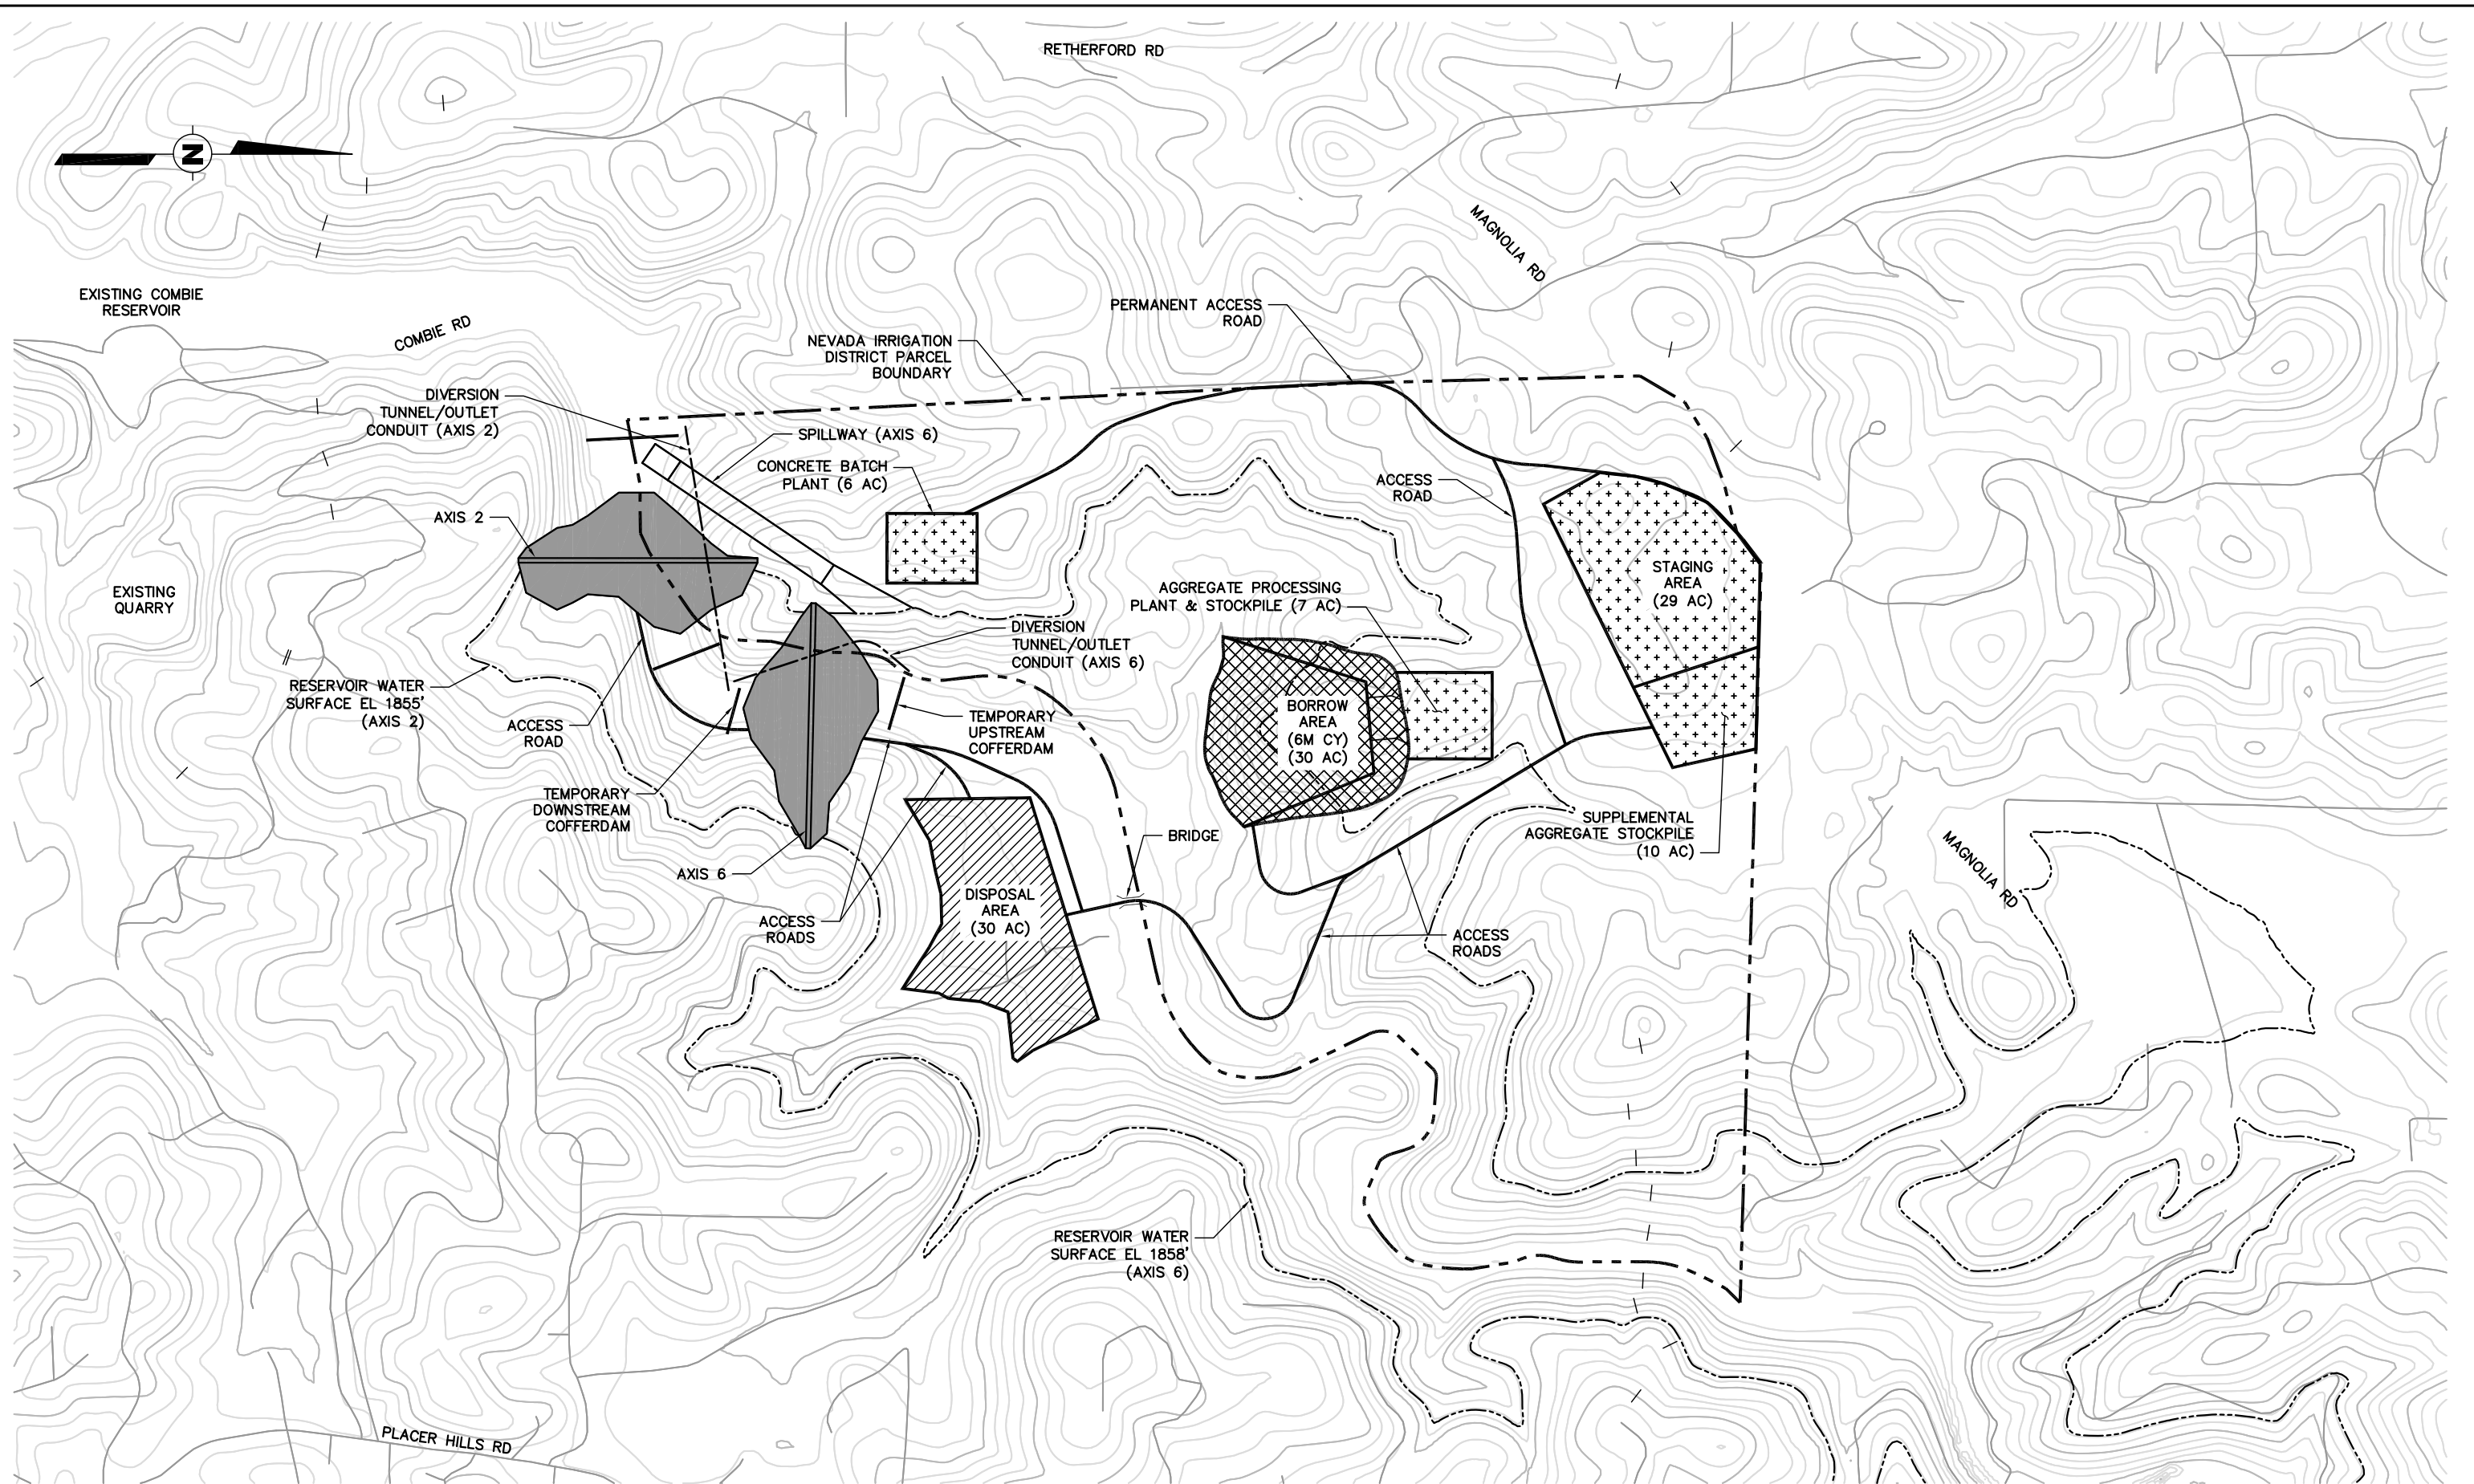 RETHERFORD RD
N
MAGNOLIA RD
EXISTING COMBIE
RESERVOIR
COMBIE RD
PERMANENT ACCESS
ROAD
NEVADA IRRIGATION
DISTRICT PARCEL
BOUNDARY
DIVERSION
TUNNEL/OUTLET
CONDUIT (AXIS 2)
SPILLWAY (AXIS 6)
CONCRETE BATCH
PLANT (6 AC)
ACCESS
ROAD
AXIS 2
EXISTING
QUARRY
AGGREGATE PROCESSING
PLANT & STOCKPILE (7 AC)
STAGING
AREA
(29 AC)
DIVERSION
TUNNEL/OUTLET
CONDUIT (AXIS 6)
RESERVOIR WATER
SURFACE EL 1855'
(AXIS 2)
ACCESS
ROAD
TEMPORARY
UPSTREAM
COFFERDAM
BORROW
AREA
(6M CY)
(30 AC)
TEMPORARY
DOWNSTREAM
COFFERDAM
BRIDGE
SUPPLEMENTAL
AGGREGATE STOCKPILE
(10 AC)
MAGNOLIA RD
AXIS 6
DISPOSAL
AREA
(30 AC)
ACCESS
ROADS
ACCESS
ROADS
RESERVOIR WATER
SURFACE EL 1858'
(AXIS 6)
PLACER HILLS RD